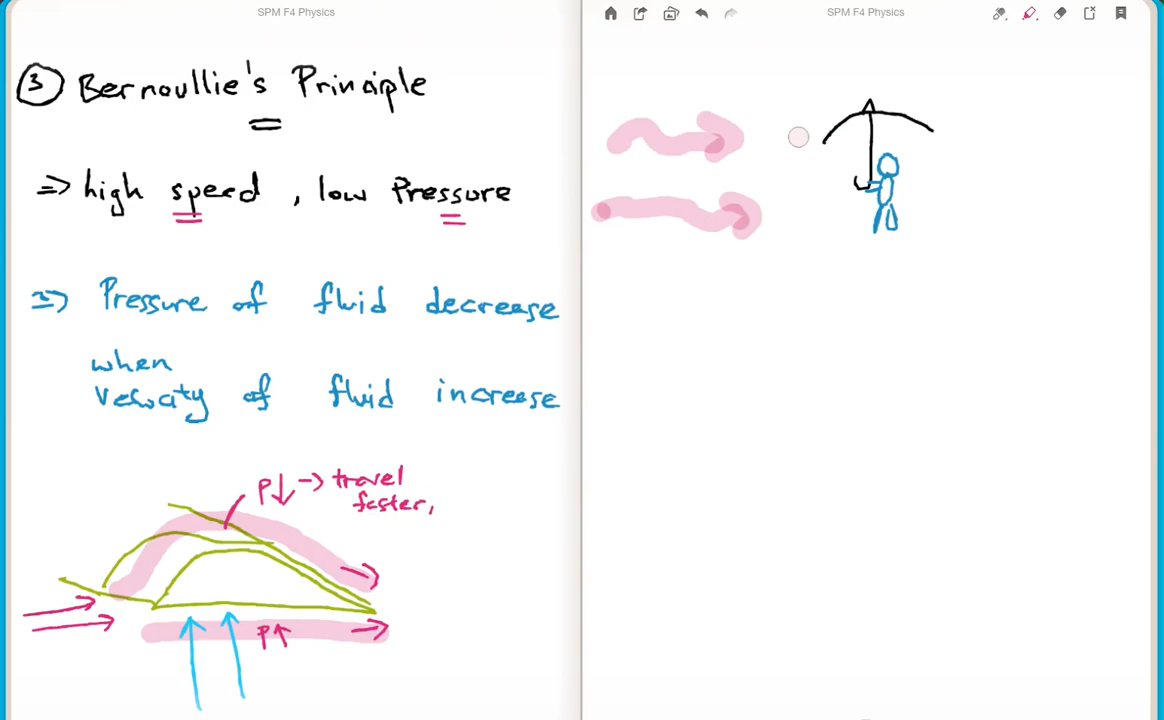 SPM F4 Physics
③ Bernoullie's Principle
=> high speed , low Pressure
=> Pressure of fluid decrease
when
velocity of fluid increase
P↓ -> travel
faster,
P↑
SPM F4 Physics